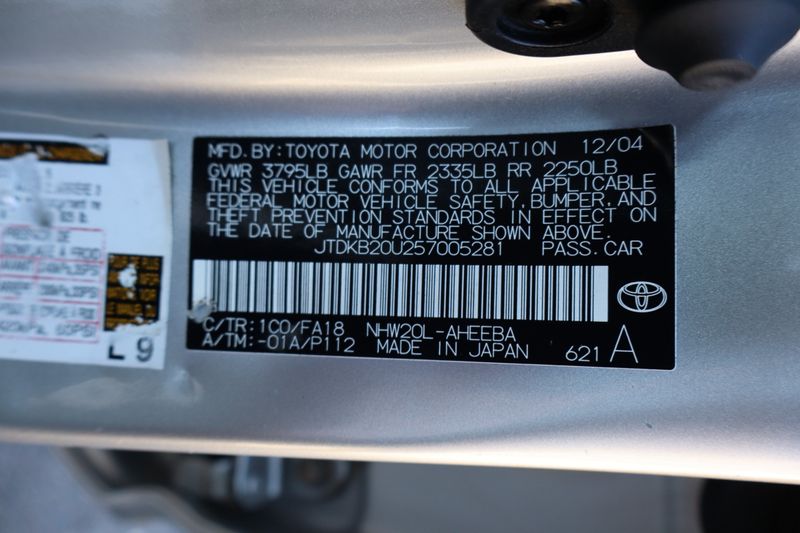 MFD. BY: TOYOTA MOTOR CORPORATION 12/04
GVWR 3795LB GAWR FR 2335LB RR 2250LB
THIS VEHICLE CONFORMS TO ALL APPLICABLE
FEDERAL MOTOR VEHICLE SAFETY, BUMPER, AND
THEFT PREVENTION STANDARDS IN EFFECT ON
THE DATE OF MANUFACTURE SHOWN ABOVE.
JTDKB20U257005281 PASS. CAR
C/TR: 1C0/FA18 NHW20L-AHEEBA
A/TM: -01A/P112 MADE IN JAPAN 621 A
L 9